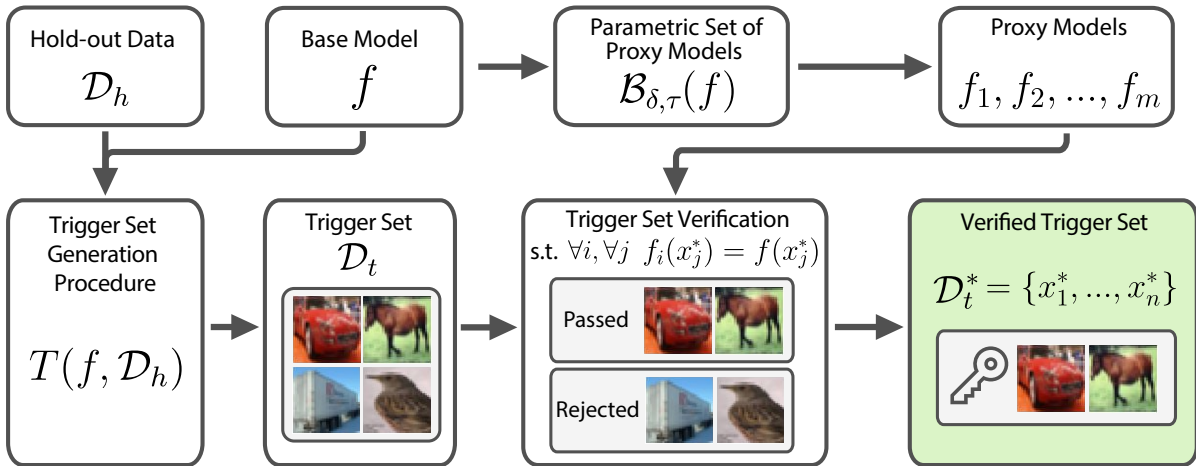 Hold-out Data
𝒟_h
Base Model
f
Parametric Set of
Proxy Models
ℬ_{δ,τ}(f)
Proxy Models
f_1, f_2, ..., f_m
Trigger Set
Generation
Procedure
T(f, 𝒟_h)
Trigger Set
𝒟_t
Trigger Set Verification
s.t. ∀i, ∀j f_i(x_j^*) = f(x_j^*)
Passed
Rejected
Verified Trigger Set
𝒟_t^* = {x_1^*, ..., x_n^*}